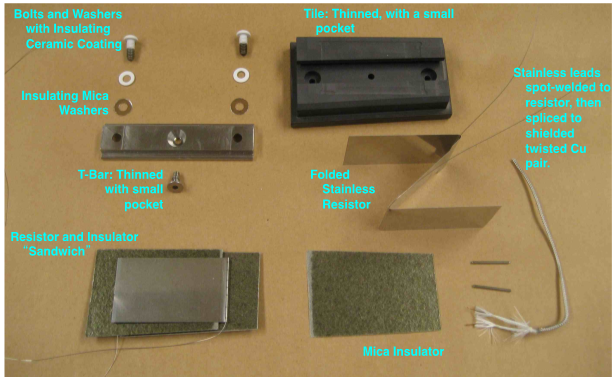 Bolts and Washers
with Insulating
Ceramic Coating
Tile: Thinned, with a small
pocket
Stainless leads
spot-welded to
resistor, then
spliced to
shielded
twisted Cu
pair.
Insulating Mica
Washers
T-Bar: Thinned
with small
pocket
Folded
Stainless
Resistor
Resistor and Insulator
"Sandwich"
Mica Insulator